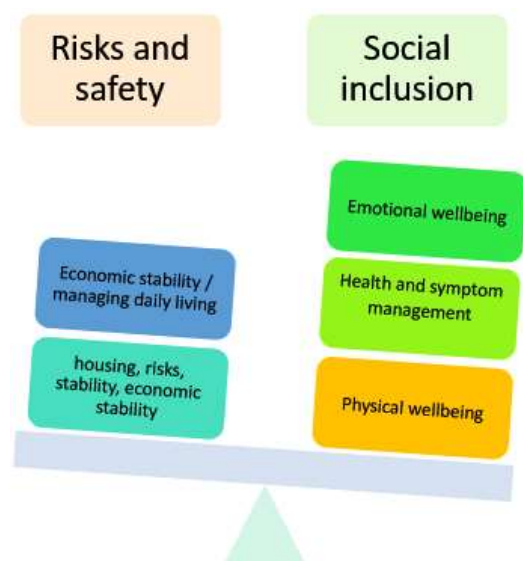 Risks and
safety
Social
inclusion
Emotional wellbeing
Economic stability /
managing daily living
Health and symptom
management
housing, risks,
stability, economic
stability
Physical wellbeing